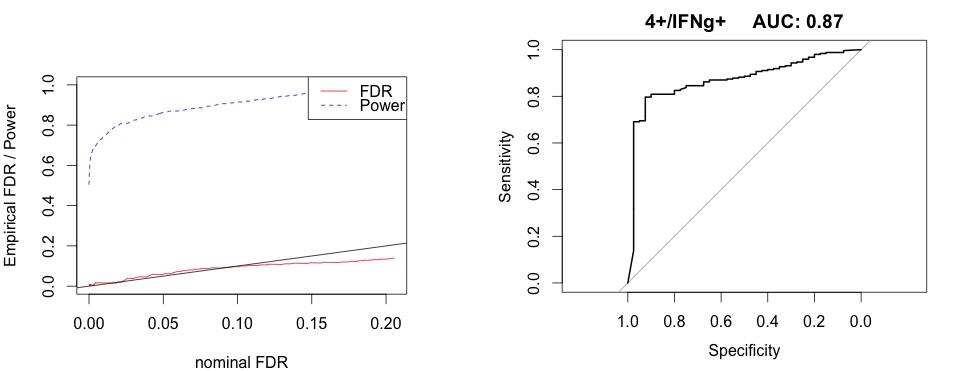 Empirical FDR / Power
1.0
0.8
0.6
0.4
0.2
0.0
FDR
Power
0.00 0.05 0.10 0.15 0.20
nominal FDR
4+/IFNg+ AUC: 0.87
Sensitivity
1.0
0.8
0.6
0.4
0.2
0.0
1.0 0.8 0.6 0.4 0.2 0.0
Specificity